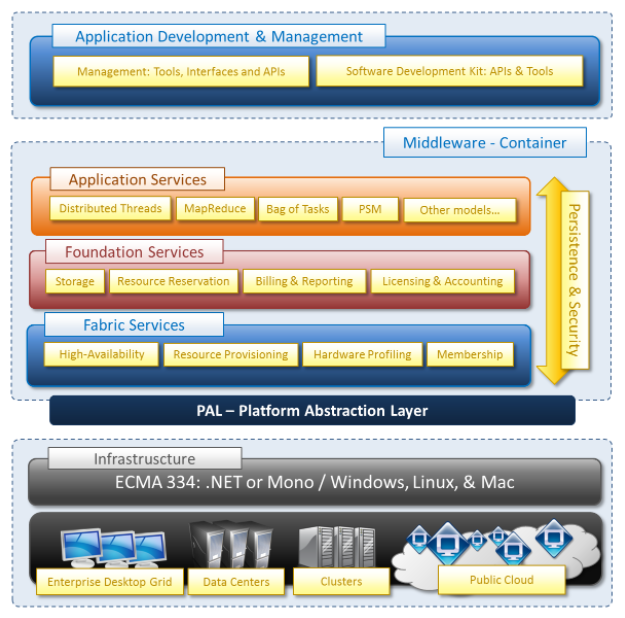 Application Development & Management
Management: Tools, Interfaces and APIs
Software Development Kit: APIs & Tools
Middleware - Container
Application Services
Distributed Threads
MapReduce
Bag of Tasks
PSM
Other models...
Foundation Services
Storage
Resource Reservation
Billing & Reporting
Licensing & Accounting
Fabric Services
High-Availability
Resource Provisioning
Hardware Profiling
Membership
Persistence & Security
PAL – Platform Abstraction Layer
Infrastruscture
ECMA 334: .NET or Mono / Windows, Linux, & Mac
Enterprise Desktop Grid
Data Centers
Clusters
Public Cloud